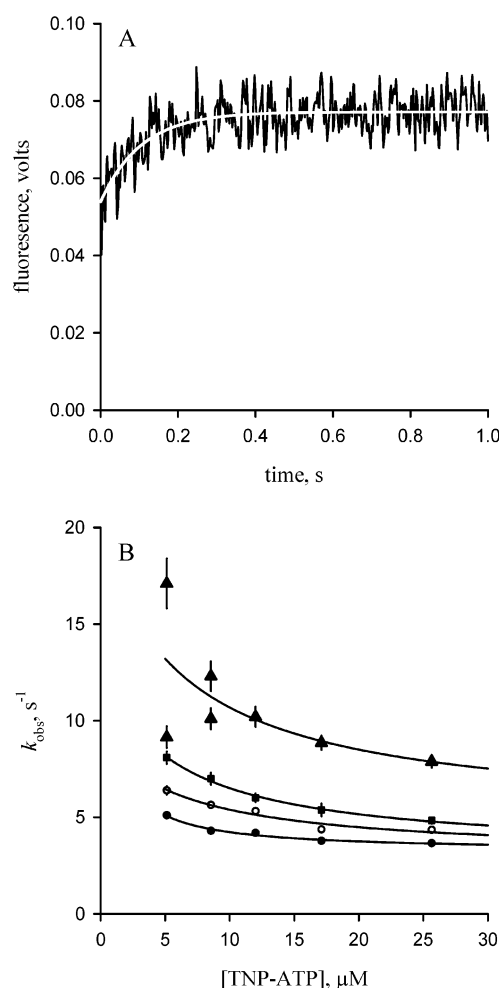 A
0.10
0.08
0.06
0.04
0.02
0.00
fluoresence, volts
0.0 0.2 0.4 0.6 0.8 1.0
time, s
B
20
15
10
5
0
kobs, s-1
0 5 10 15 20 25 30
[TNP-ATP], μM